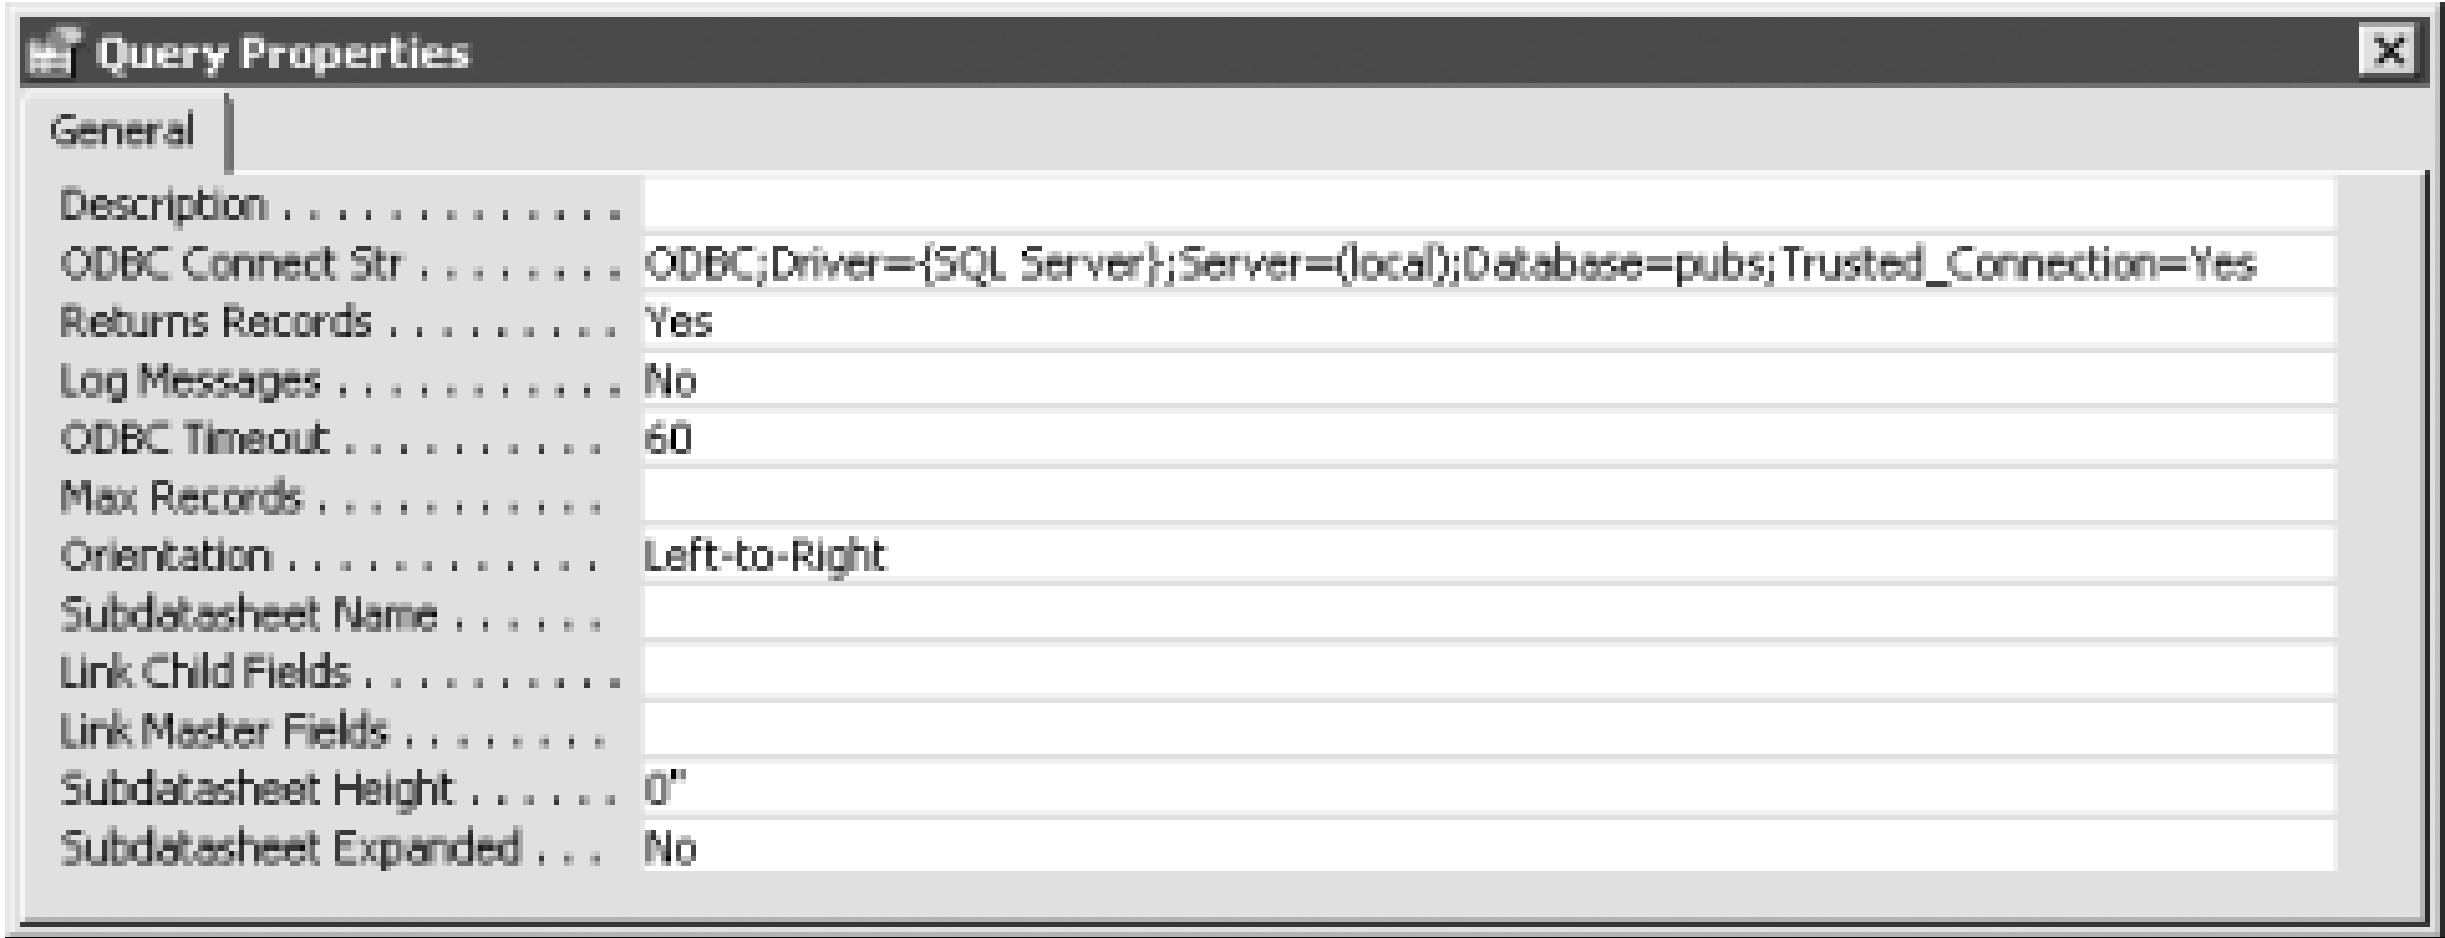 Query Properties
General
Description . . . . . . . . . . . . .
ODBC Connect Str . . . . . . . . ODBC;Driver={SQL Server};Server=(local);Database=pubs;Trusted_Connection=Yes
Returns Records . . . . . . . . . Yes
Log Messages . . . . . . . . . . . No
ODBC Timeout . . . . . . . . . . 60
Max Records . . . . . . . . . . .
Orientation . . . . . . . . . . . . Left-to-Right
Subdatasheet Name . . . . . .
Link Child Fields . . . . . . . . . .
Link Master Fields . . . . . . . .
Subdatasheet Height . . . . . . 0"
Subdatasheet Expanded . . . No